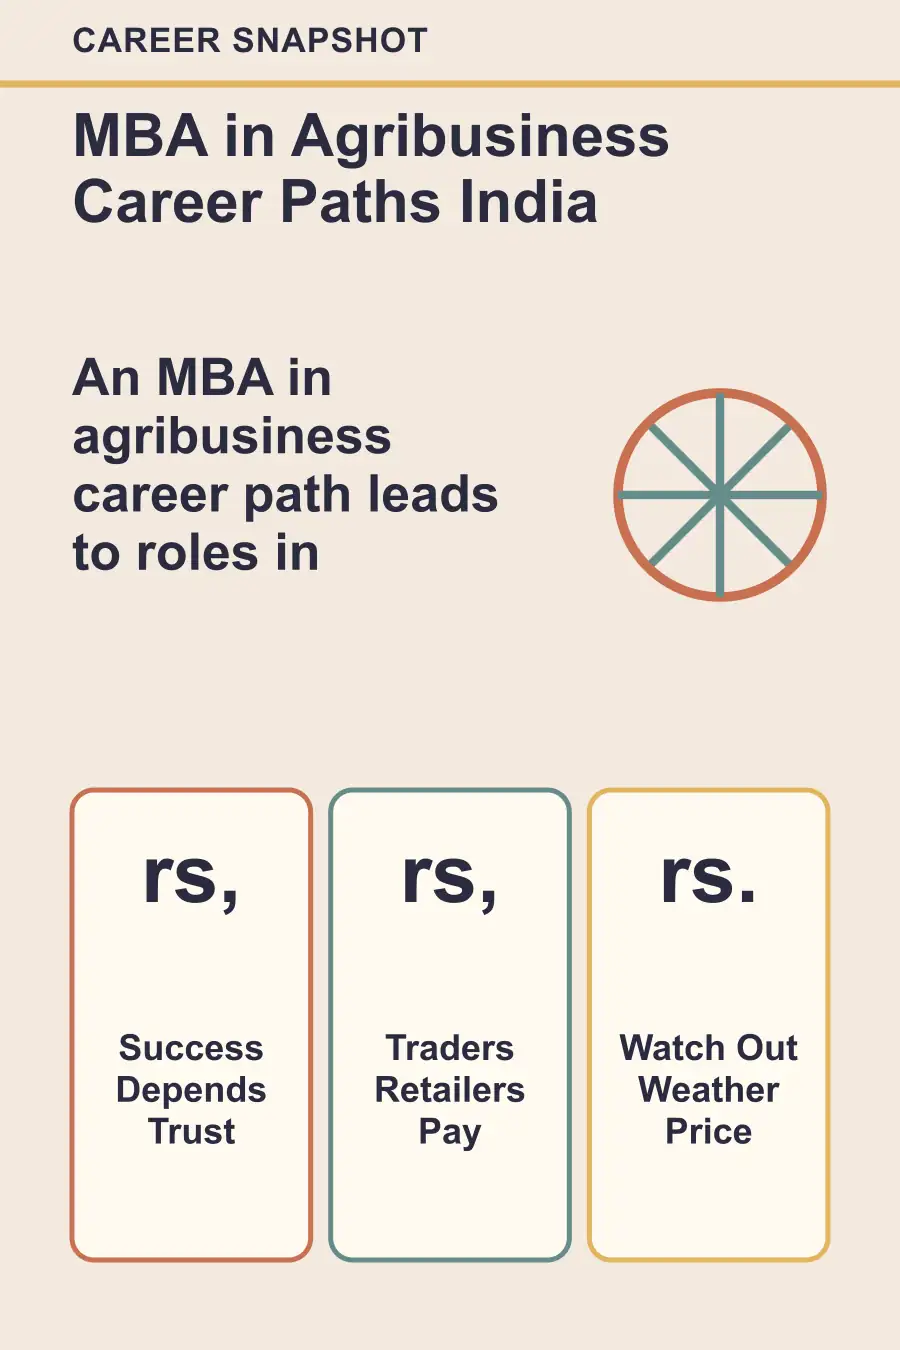 CAREER SNAPSHOT
MBA in Agribusiness
Career Paths India
An MBA in
agribusiness
career path leads
to roles in
rs,
Success
Depends
Trust
rs,
Traders
Retailers
Pay
rs.
Watch Out
Weather
Price